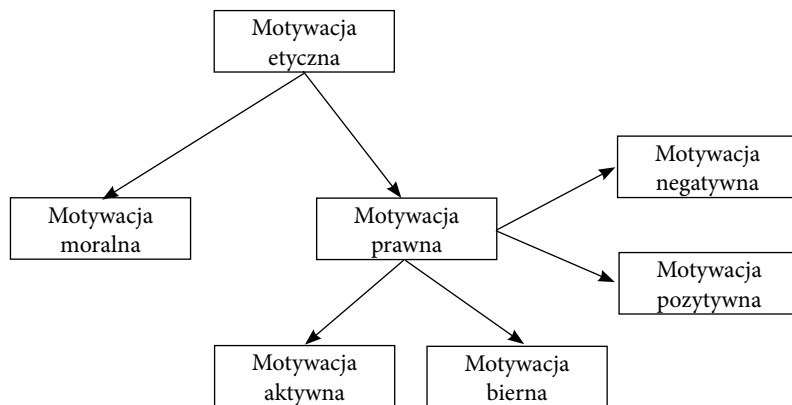 Motywacja
etyczna
Motywacja
negatywna
Motywacja
moralna
Motywacja
prawna
Motywacja
pozytywna
Motywacja
aktywna
Motywacja
bierna